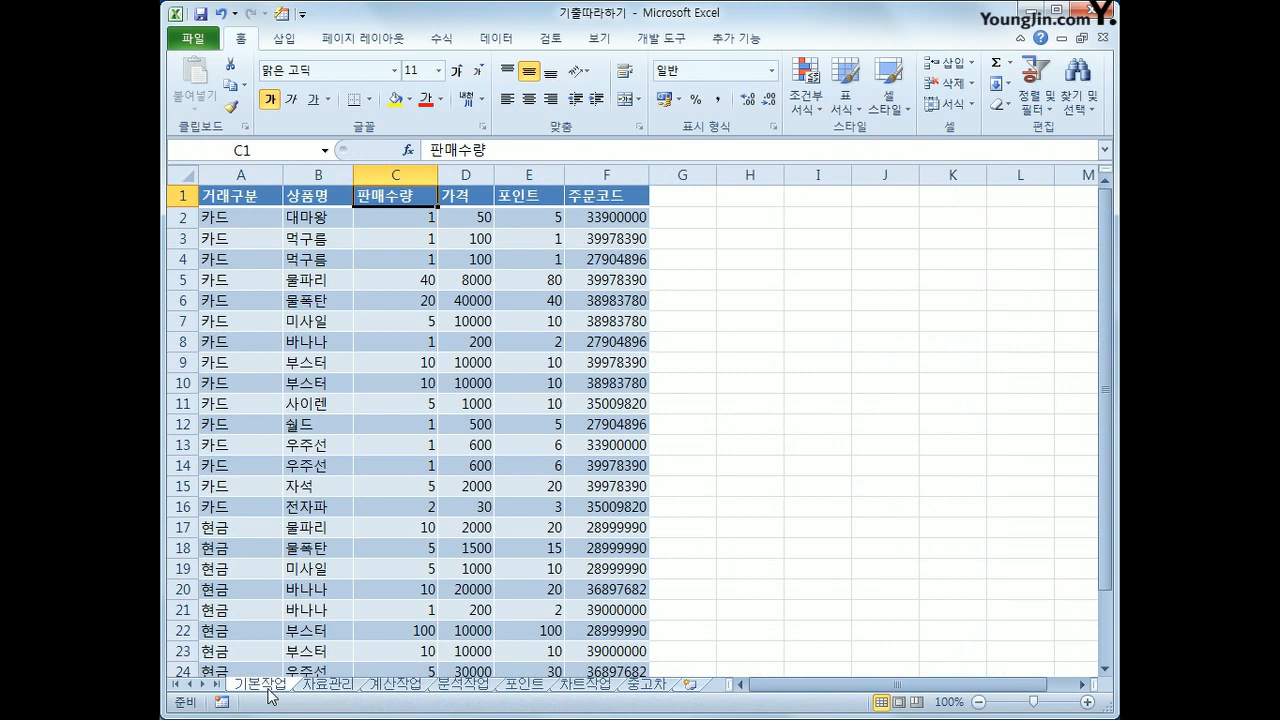 기출따라하기 - Microsoft Excel
YoungJin.com Y.
파일 홈 삽입 페이지 레이아웃 수식 데이터 검토 보기 개발 도구 추가 기능
붙여넣기 맑은 고딕 11 가 가 일반 조건부 서식 표 서식 셀 스타일 삽입 삭제 서식 정렬 및 필터 찾기 및 선택
가 가 가 가 내천 % ,
클립보드 글꼴 맞춤 표시 형식 스타일 셀 편집
C1 fx 판매수량
A B C D E F G H I J K L M
1 거래구분 상품명 판매수량 가격 포인트 주문코드
2 카드 대마왕 1 50 5 33900000
3 카드 먹구름 1 100 1 39978390
4 카드 먹구름 1 100 1 27904896
5 카드 물파리 40 8000 80 39978390
6 카드 물폭탄 20 40000 40 38983780
7 카드 미사일 5 10000 10 38983780
8 카드 바나나 1 200 2 27904896
9 카드 부스터 10 10000 10 39978390
10 카드 부스터 10 10000 10 38983780
11 카드 사이렌 5 1000 10 35009820
12 카드 쉴드 1 500 5 27904896
13 카드 우주선 1 600 6 33900000
14 카드 우주선 1 600 6 39978390
15 카드 자석 5 2000 20 39978390
16 카드 전자파 2 30 3 35009820
17 현금 물파리 10 2000 20 28999990
18 현금 물폭탄 5 1500 15 28999990
19 현금 미사일 5 1000 10 28999990
20 현금 바나나 10 20000 20 36897682
21 현금 바나나 1 200 2 39000000
22 현금 부스터 100 10000 100 28999990
23 현금 부스터 10 10000 10 39000000
24 현금 우주선 5 30000 30 36897682
기본작업 자료관리 계산작업 분석작업 포인트 차트작업 중고차
준비 100%